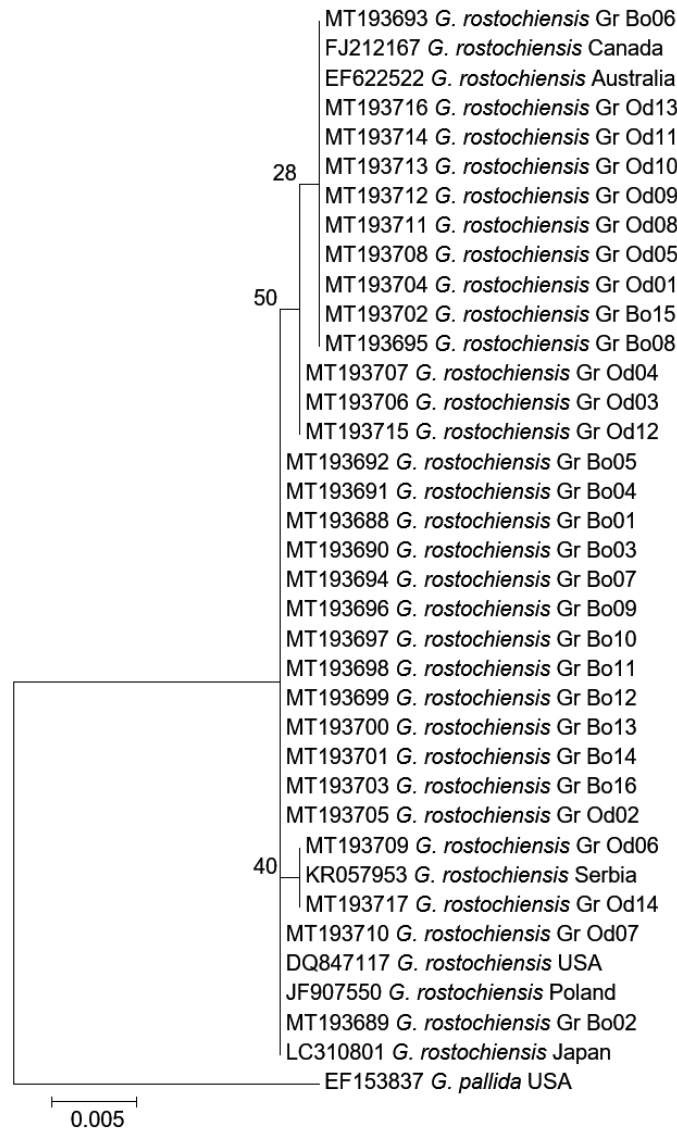 MT193693 G. rostochiensis Gr Bo06
FJ212167 G. rostochiensis Canada
EF622522 G. rostochiensis Australia
MT193716 G. rostochiensis Gr Od13
MT193714 G. rostochiensis Gr Od11
MT193713 G. rostochiensis Gr Od10
28
MT193712 G. rostochiensis Gr Od09
MT193711 G. rostochiensis Gr Od08
MT193708 G. rostochiensis Gr Od05
MT193704 G. rostochiensis Gr Od01
50
MT193702 G. rostochiensis Gr Bo15
MT193695 G. rostochiensis Gr Bo08
MT193707 G. rostochiensis Gr Od04
MT193706 G. rostochiensis Gr Od03
MT193715 G. rostochiensis Gr Od12
MT193692 G. rostochiensis Gr Bo05
MT193691 G. rostochiensis Gr Bo04
MT193688 G. rostochiensis Gr Bo01
MT193690 G. rostochiensis Gr Bo03
MT193694 G. rostochiensis Gr Bo07
MT193696 G. rostochiensis Gr Bo09
MT193697 G. rostochiensis Gr Bo10
MT193698 G. rostochiensis Gr Bo11
MT193699 G. rostochiensis Gr Bo12
MT193700 G. rostochiensis Gr Bo13
MT193701 G. rostochiensis Gr Bo14
MT193703 G. rostochiensis Gr Bo16
MT193705 G. rostochiensis Gr Od02
MT193709 G. rostochiensis Gr Od06
40
KR057953 G. rostochiensis Serbia
MT193717 G. rostochiensis Gr Od14
MT193710 G. rostochiensis Gr Od07
DQ847117 G. rostochiensis USA
JF907550 G. rostochiensis Poland
MT193689 G. rostochiensis Gr Bo02
LC310801 G. rostochiensis Japan
EF153837 G. pallida USA
0.005